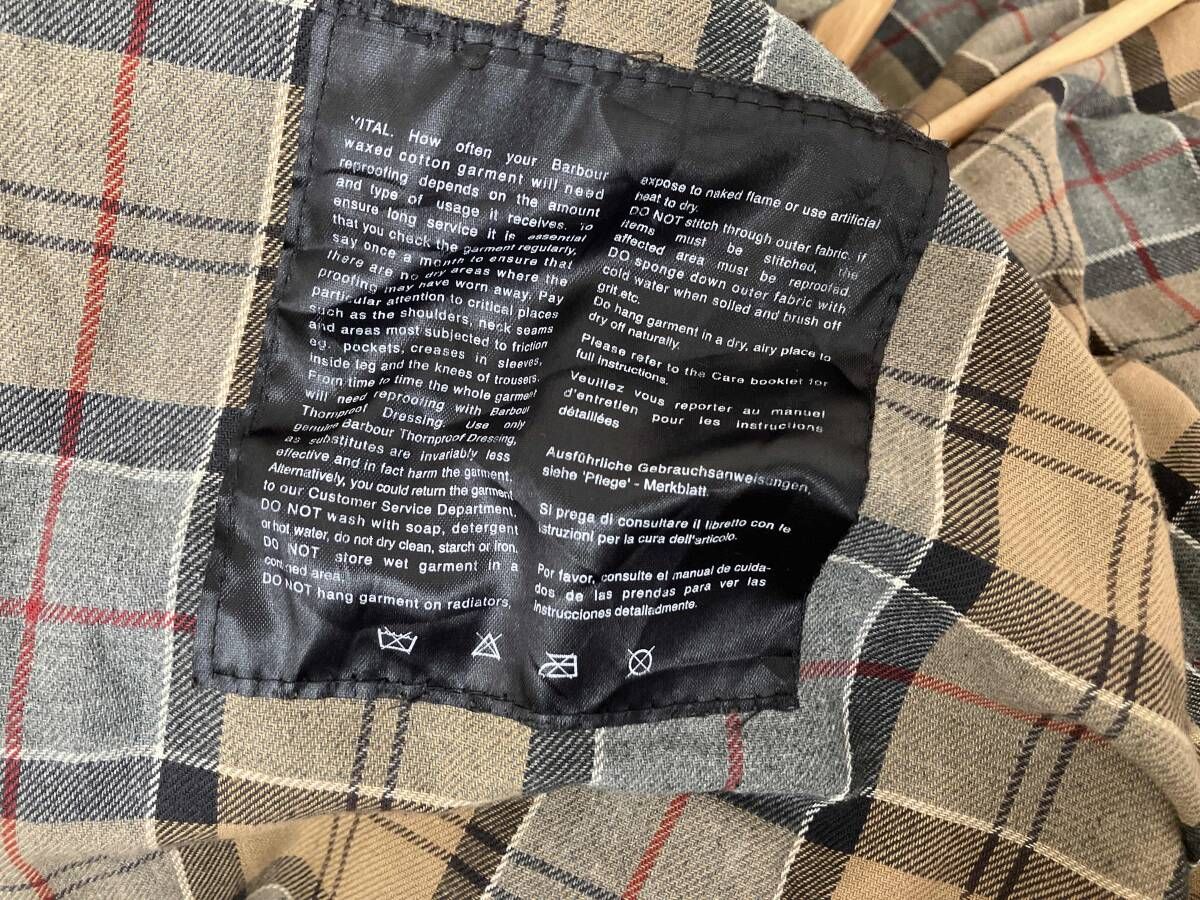 VITAL. How often your Barbour
waxed cotton garment will need
reproofing depends on the amount
and type of usage it receives. To
ensure long service it is essential
that you check the garment regularly,
say once a month to ensure that
there are no dry areas where the
proofing may have worn away. Pay
particular attention to critical places
such as the shoulders, neck seams
and areas most subjected to friction
eg. pockets, creases in sleeves,
inside leg and the knees of trousers.
From time to time the whole garment
will need reproofing with Barbour
Thornproof Dressing. Use only
genuine Barbour Thornproof Dressing,
as substitutes are invariably less
effective and in fact harm the garment.
Alternatively, you could return the garment
to our Customer Service Department.
DO NOT wash with soap, detergent
or hot water, do not dry clean, starch or iron.
DO NOT store wet garment in a
confined area.
DO NOT hang garment on radiators,
expose to naked flame or use artificial
heat to dry.
DO NOT stitch through outer fabric, if
items must be stitched, the
affected area must be reproofed.
DO sponge down outer fabric with
cold water when soiled and brush off
grit.etc.
Do hang garment in a dry, airy place to
dry off naturally.
Please refer to the Care booklet for
full instructions.
Veuillez vous reporter au manuel
d'entretien pour les instructions
détaillées
Ausführliche Gebrauchsanweisungen,
siehe 'Pflege' - Merkblatt.
Si prega di consultare il libretto con le
istruzioni per la cura dell'articolo.
Por favor, consulte el manual de cuida-
dos de las prendas para ver las
instrucciones detalladmente.